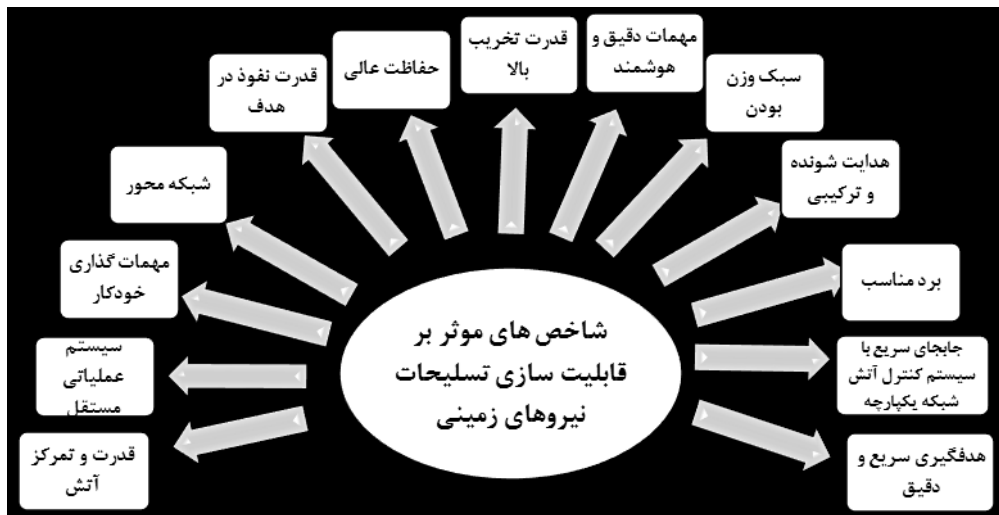 مهمات دقیق و
هوشمند
قدرت تخریب
بالا
حفاظت عالی
قدرت نفوذ در
هدف
شبکه محور
مهمات گذاری
خودکار
سیستم
عملیاتی
مستقل
قدرت و تمرکز
آتش
سبک وزن
بودن
هدایت شونده
و ترکیبی
برد مناسب
جابجای سریع با
سیستم کنترل آتش
شبکه یکپارچه
هدفگیری سریع و
دقیق
شاخص های موثر بر
قابلیت سازی تسلیحات
نیروهای زمینی